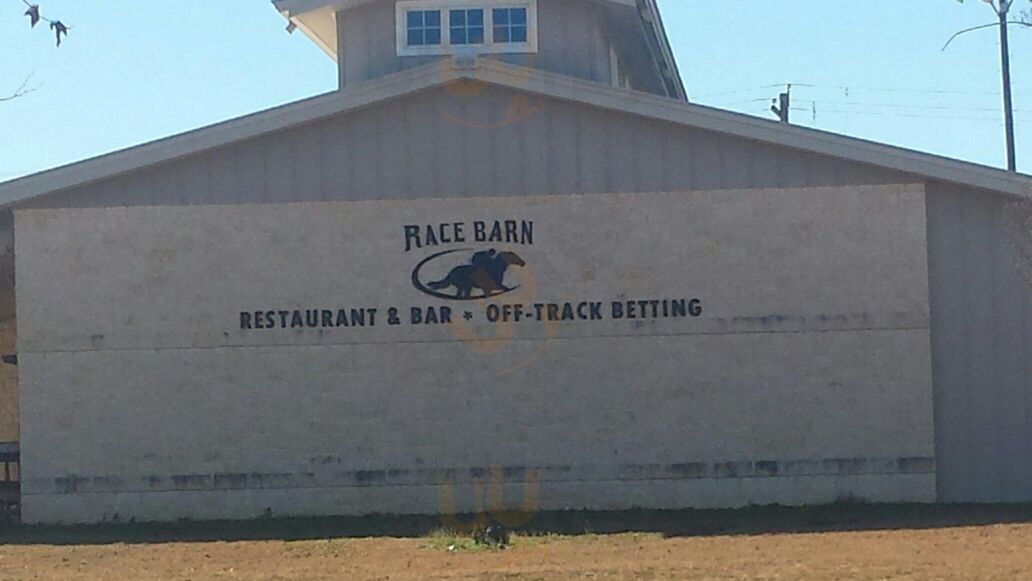 RACE BARN
RESTAURANT & BAR * OFF-TRACK BETTING